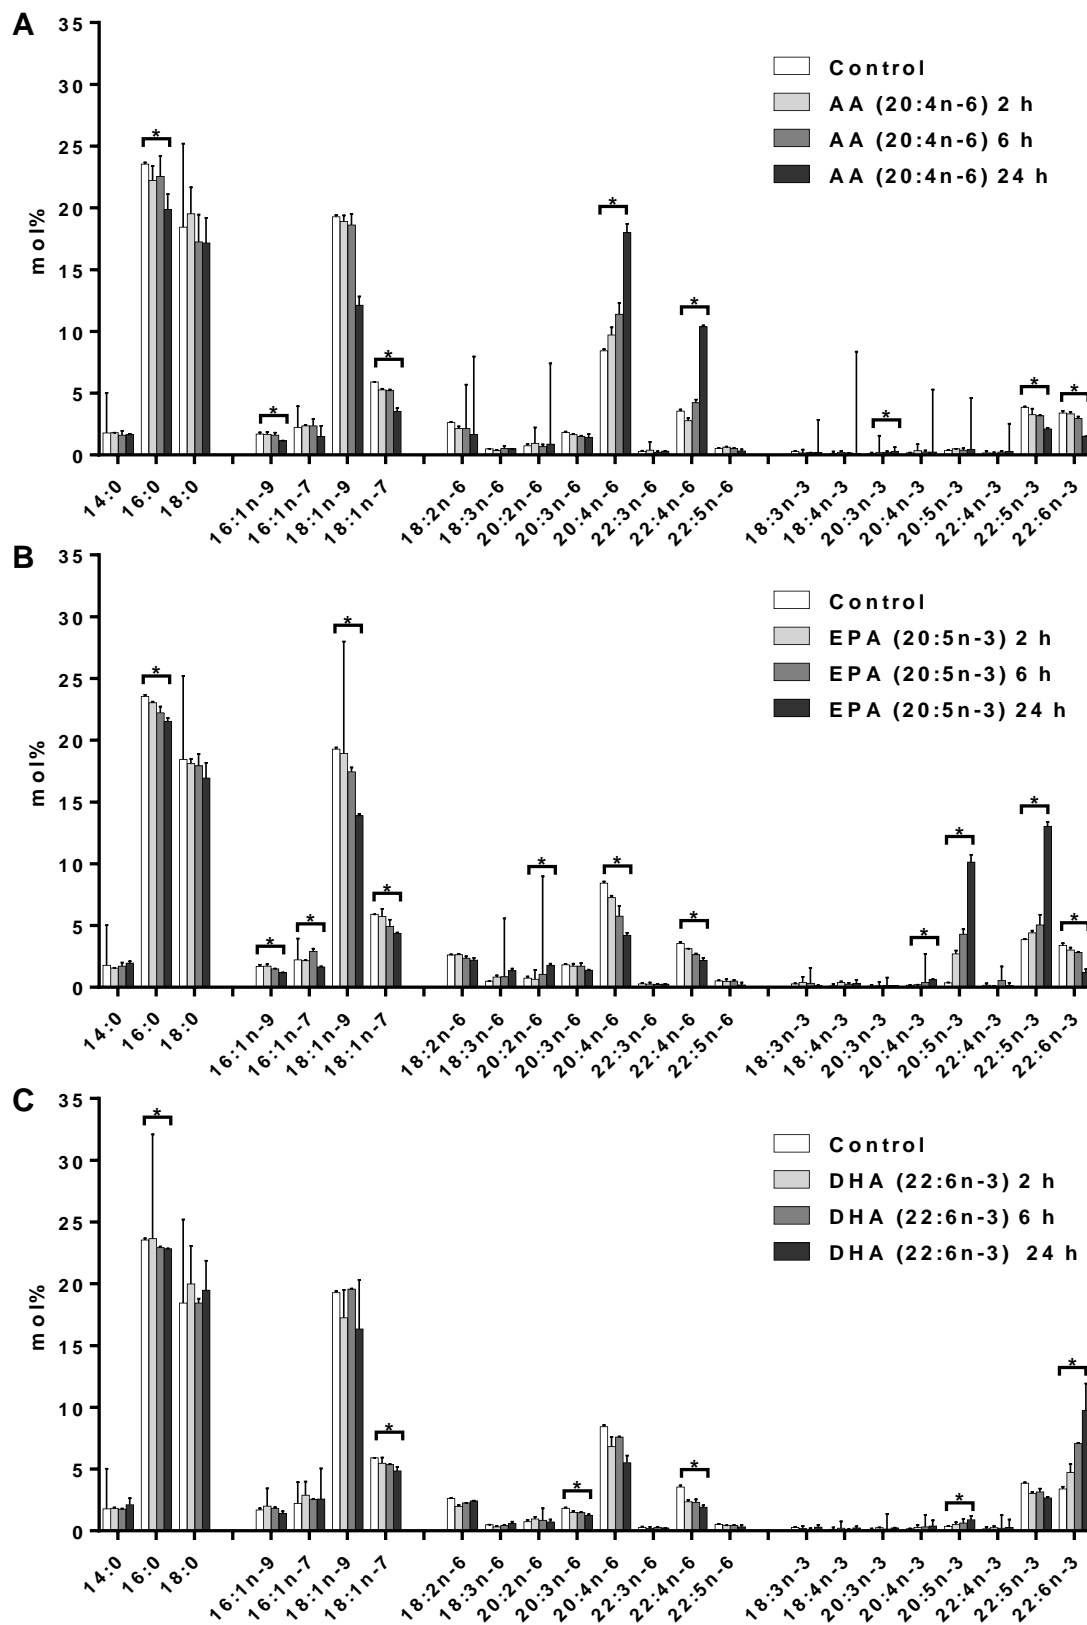 A
35
30
25
20
15
10
5
0
mol%
Control
AA (20:4n-6) 2 h
AA (20:4n-6) 6 h
AA (20:4n-6) 24 h
*
*
*
*
*
*
*
*
14:0
16:0
18:0
16:1n-9
16:1n-7
18:1n-9
18:1n-7
18:2n-6
18:3n-6
20:2n-6
20:3n-6
20:4n-6
22:3n-6
22:4n-6
22:5n-6
18:3n-3
18:4n-3
20:3n-3
20:4n-3
20:5n-3
22:4n-3
22:5n-3
22:6n-3
B
35
30
25
20
15
10
5
0
mol%
Control
EPA (20:5n-3) 2 h
EPA (20:5n-3) 6 h
EPA (20:5n-3) 24 h
*
*
*
*
*
*
*
*
*
*
*
*
14:0
16:0
18:0
16:1n-9
16:1n-7
18:1n-9
18:1n-7
18:2n-6
18:3n-6
20:2n-6
20:3n-6
20:4n-6
22:3n-6
22:4n-6
22:5n-6
18:3n-3
18:4n-3
20:3n-3
20:4n-3
20:5n-3
22:4n-3
22:5n-3
22:6n-3
C
35
30
25
20
15
10
5
0
mol%
Control
DHA (22:6n-3) 2 h
DHA (22:6n-3) 6 h
DHA (22:6n-3) 24 h
*
*
*
*
*
*
14:0
16:0
18:0
16:1n-9
16:1n-7
18:1n-9
18:1n-7
18:2n-6
18:3n-6
20:2n-6
20:3n-6
20:4n-6
22:3n-6
22:4n-6
22:5n-6
18:3n-3
18:4n-3
20:3n-3
20:4n-3
20:5n-3
22:4n-3
22:5n-3
22:6n-3